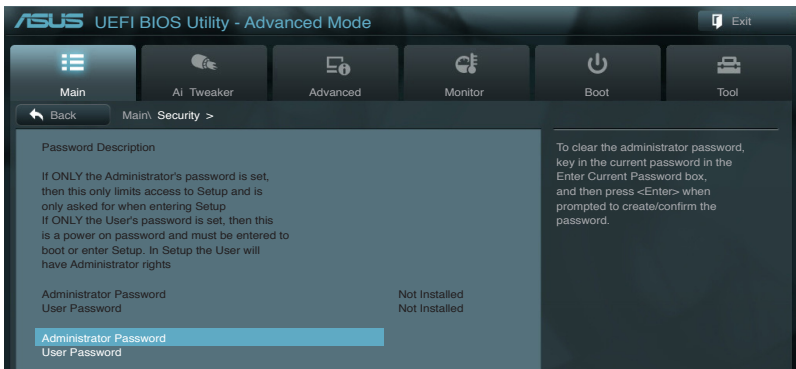 ASUS UEFI BIOS Utility - Advanced Mode
Exit
Main
Ai Tweaker
Advanced
Monitor
Boot
Tool
Back
Main\ Security >
Password Description
If ONLY the Administrator's password is set,
then this only limits access to Setup and is
only asked for when entering Setup
If ONLY the User's password is set, then this
is a power on password and must be entered to
boot or enter Setup. In Setup the User will
have Administrator rights
Administrator Password Not Installed
User Password Not Installed
Administrator Password
User Password
To clear the administrator password,
key in the current password in the
Enter Current Password box,
and then press <Enter> when
prompted to create/confirm the
password.